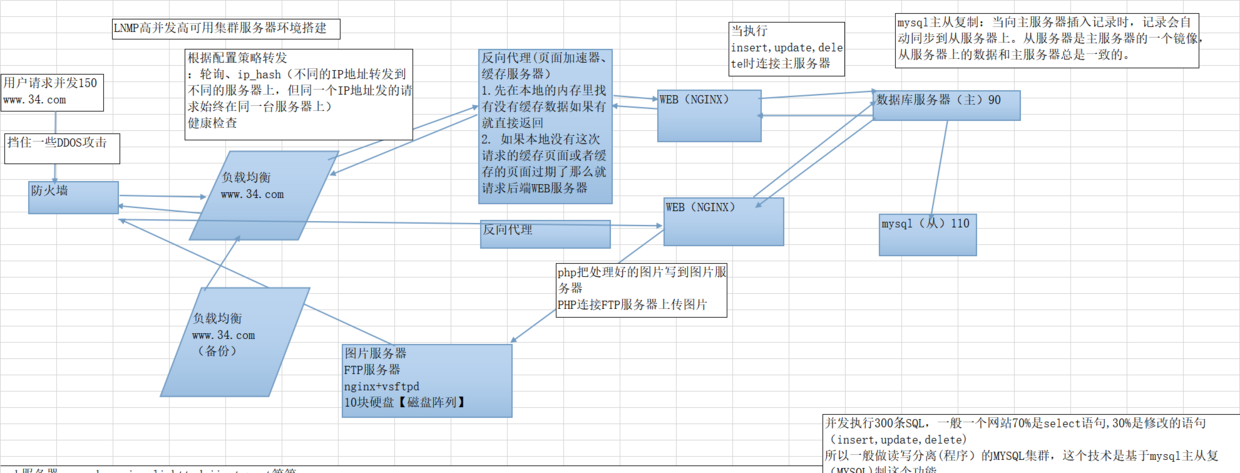 LNMP高并发高可用集群服务器环境搭建
用户请求并发150
www.34.com
挡住一些DDOS攻击
防火墙
根据配置策略转发
：轮询、ip_hash（不同的IP地址转发到
不同的服务器上，但同一个IP地址发的请
求始终在同一台服务器上）
健康检查
负载均衡
www.34.com
负载均衡
www.34.com
（备份）
反向代理(页面加速器、
缓存服务器）
1.先在本地的内存里找
有没有缓存数据如果有
就直接返回
2. 如果本地没有这次
请求的缓存页面或者缓
存的页面过期了那么就
请求后端WEB服务器
反向代理
图片服务器
FTP服务器
nginx+vsftpd
10块硬盘【磁盘阵列】
php把处理好的图片写到图片服
务器
PHP连接FTP服务器上传图片
WEB（NGINX）
WEB（NGINX）
当执行
insert,update,dele
te时连接主服务器
mysql主从复制：当向主服务器插入记录时，记录会自
动同步到从服务器上。从服务器是主服务器的一个镜像，
从服务器上的数据和主服务器总是一致的。
数据库服务器（主）90
mysql（从）110
并发执行300条SQL，一般一个网站70%是select语句,30%是修改的语句
（insert,update,delete)
所以一般做读写分离(程序）的MYSQL集群，这个技术是基于mysql主从复
(MYSQL)制这个功能